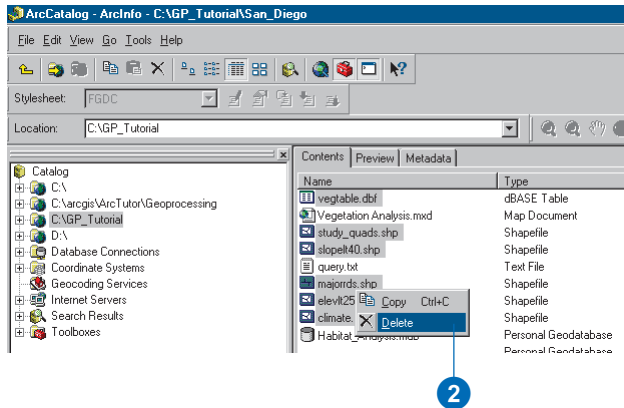 ArcCatalog - ArcInfo - C:\GP_Tutorial\San_Diego
File Edit View Go Tools Help
Stylesheet: FGDC
Location: C:\GP_Tutorial
Contents Preview Metadata
Catalog
C:\
C:\arcgis\ArcTutor\Geoprocessing
C:\GP_Tutorial
D:\
Database Connections
Coordinate Systems
Geocoding Services
Internet Servers
Search Results
Toolboxes
Name Type
vegtable.dbf dBASE Table
Vegetation Analysis.mxd Map Document
study_quads.shp Shapefile
slopelt40.shp Shapefile
query.txt Text File
majorrds.shp Shapefile
elevlt25 Shapefile
climate. Shapefile
Personal Geodatabase
Personal Geodatabase
Copy Ctrl+C
Delete
2